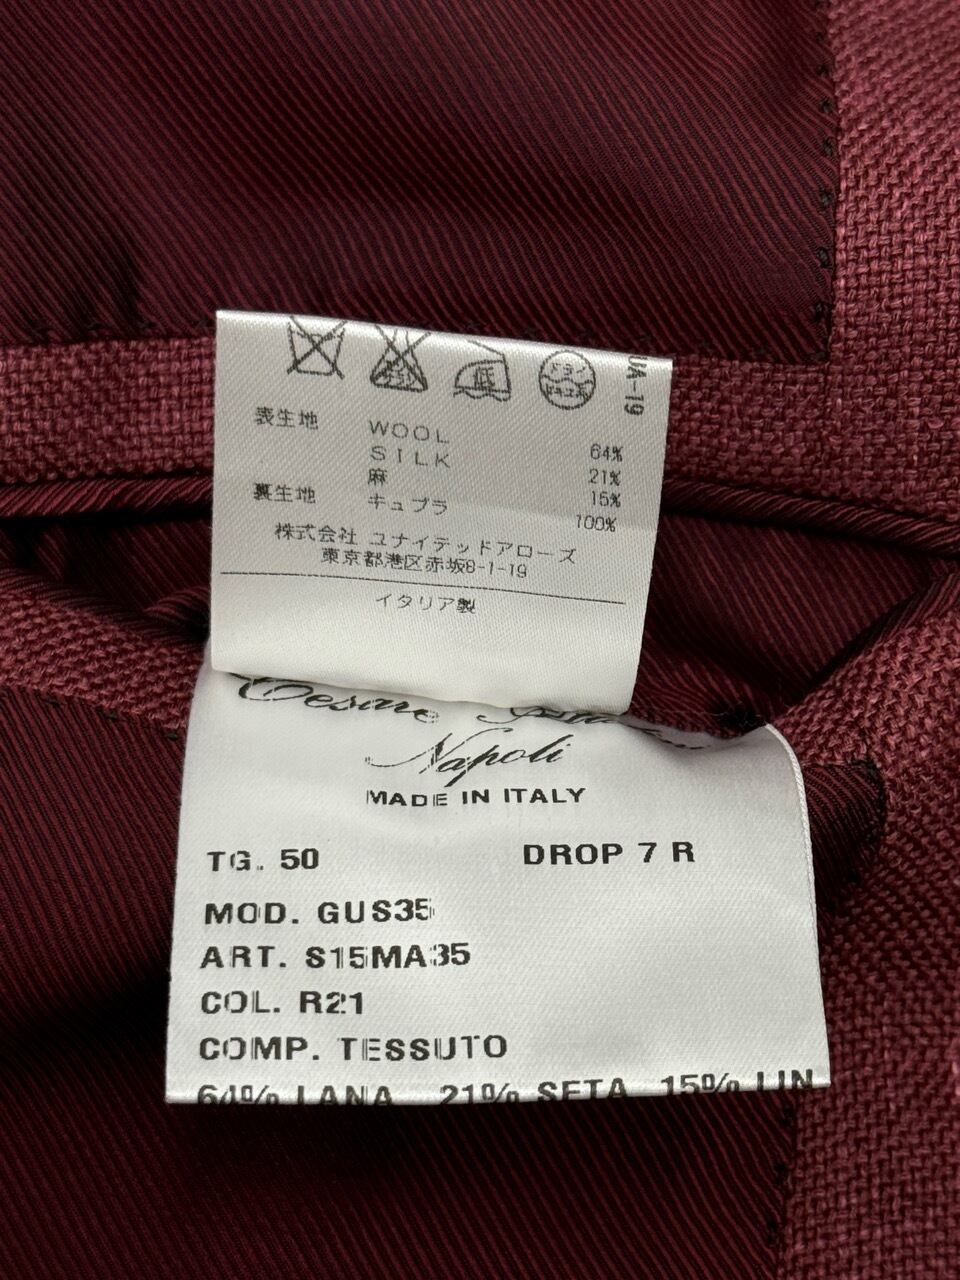 UA-19
低
表生地 WOOL 64%
SILK 21%
麻 15%
裏生地 キュプラ 100%
株式会社 ユナイテッドアローズ
東京都港区赤坂8-1-19
イタリア製
Cesare
Napoli
MADE IN ITALY
TG. 50 DROP 7 R
MOD. GUS35
ART. S15MA35
COL. R21
COMP. TESSUTO
64% LANA 21% SETA 15% LIN